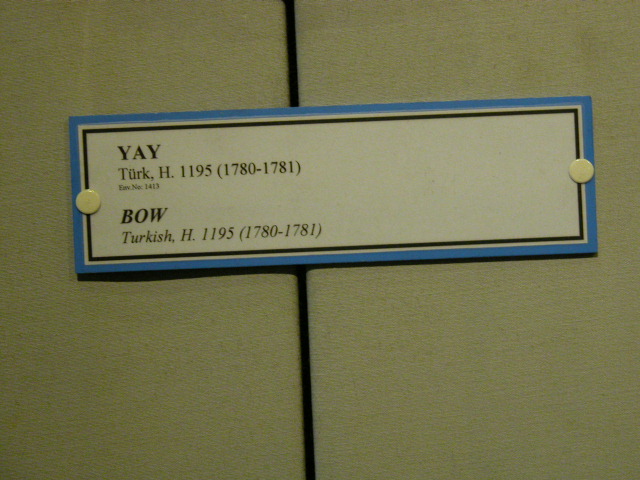 YAY
Türk, H. 1195 (1780-1781)
Env.No: 1413
BOW
Turkish, H. 1195 (1780-1781)